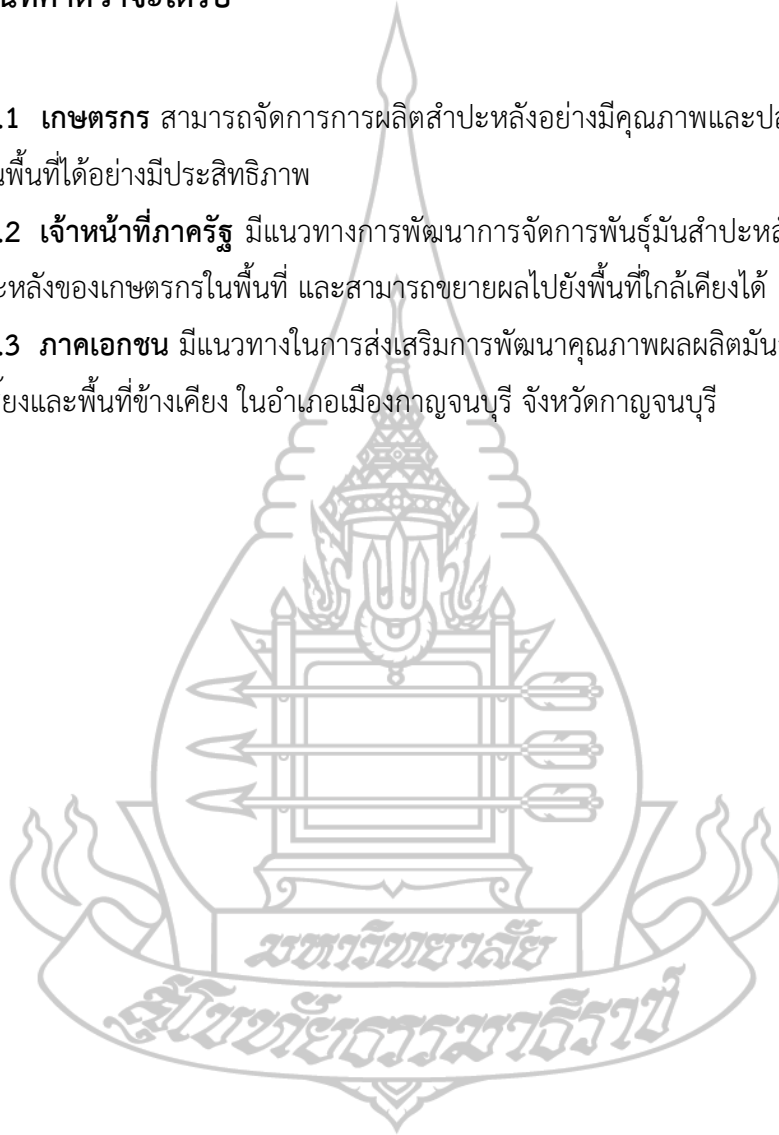 .1 เกษตรกร สามารถจัดการการผลิตสำปะหลังอย่างมีคุณภาพและปล
นพื้นที่ได้อย่างมีประสิทธิภาพ
.2 เจ้าหน้าที่ภาครัฐ มีแนวทางการพัฒนาการจัดการพันธุ์มันสำปะหลั
ะหลังของเกษตรกรในพื้นที่ และสามารถขยายผลไปยังพื้นที่ใกล้เคียงได้
.3 ภาคเอกชน มีแนวทางในการส่งเสริมการพัฒนาคุณภาพผลผลิตมัน
ยงและพื้นที่ข้างเคียง ในอำเภอเมืองกาญจนบุรี จังหวัดกาญจนบุรี
มหาวิทยาลัย
สุโขทัยธรรมาธิราช